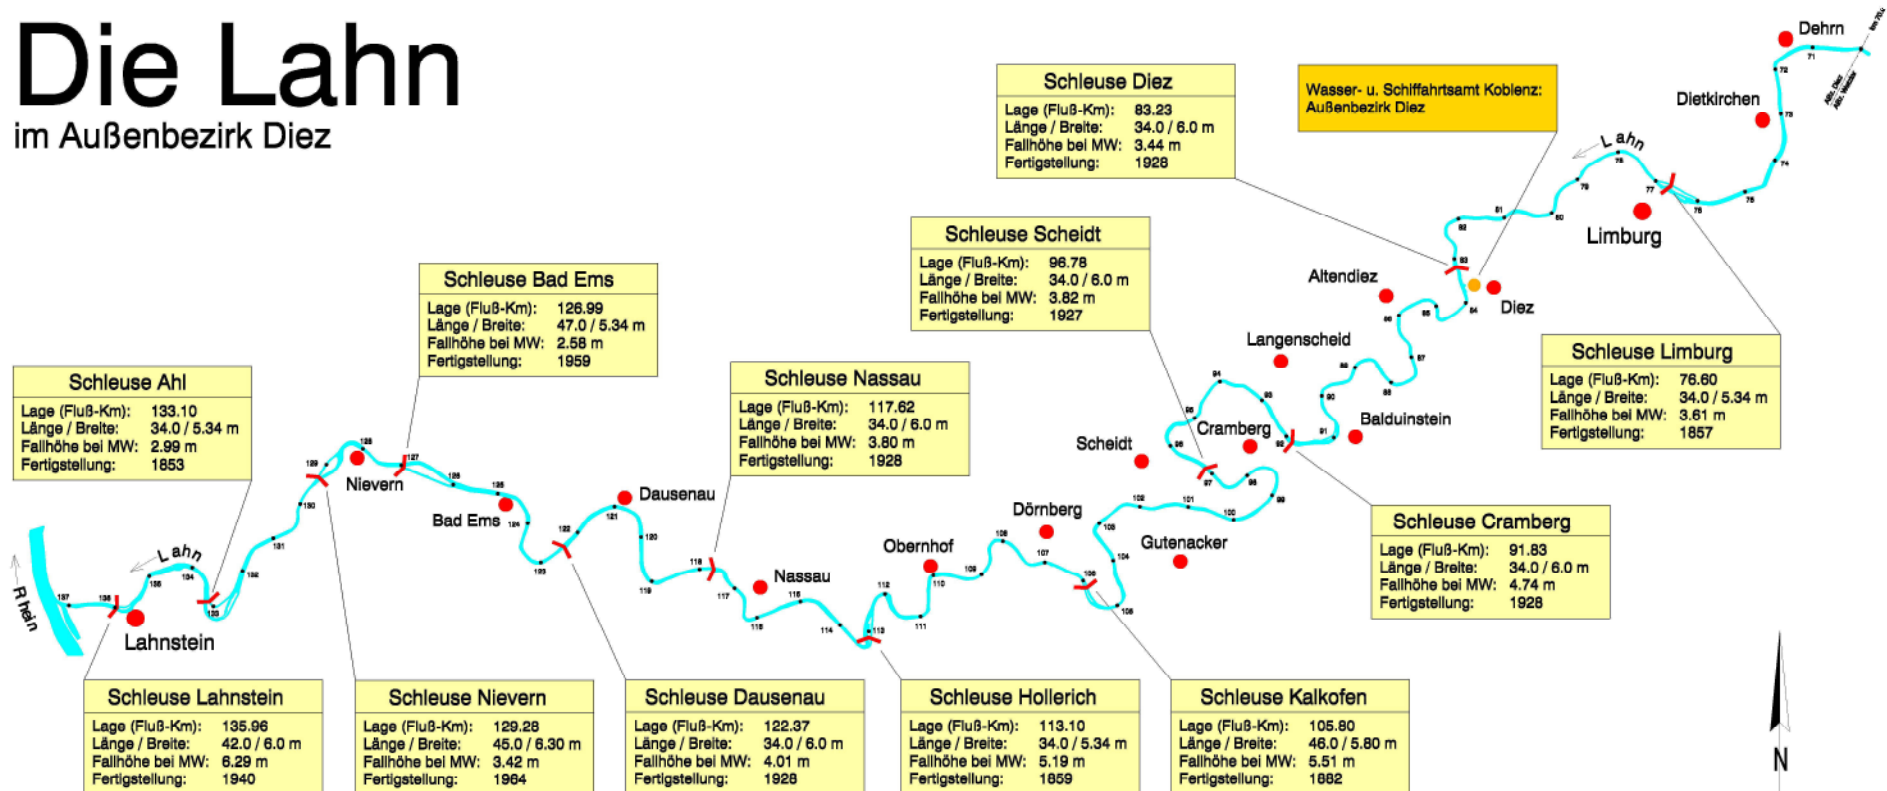 Die Lahn
im Außenbezirk Diez
Schleuse Diez
Lage (Fluß-Km): 83.23
Länge / Breite: 34.0 / 6.0 m
Fallhöhe bei MW: 3.44 m
Fertigstellung: 1928
Wasser- u. Schiffahrtsamt Koblenz:
Außenbezirk Diez
Dehrn
Dietkirchen
Lahn
Limburg
Schleuse Scheidt
Lage (Fluß-Km): 96.78
Länge / Breite: 34.0 / 6.0 m
Fallhöhe bei MW: 3.82 m
Fertigstellung: 1927
Altendiez
Diez
Langenscheid
Schleuse Limburg
Lage (Fluß-Km): 76.60
Länge / Breite: 34.0 / 5.34 m
Fallhöhe bei MW: 3.61 m
Fertigstellung: 1857
Schleuse Bad Ems
Lage (Fluß-Km): 126.99
Länge / Breite: 47.0 / 5.34 m
Fallhöhe bei MW: 2.58 m
Fertigstellung: 1959
Schleuse Ahl
Lage (Fluß-Km): 133.10
Länge / Breite: 34.0 / 5.34 m
Fallhöhe bei MW: 2.99 m
Fertigstellung: 1853
Schleuse Nassau
Lage (Fluß-Km): 117.62
Länge / Breite: 34.0 / 6.0 m
Fallhöhe bei MW: 3.80 m
Fertigstellung: 1928
Balduinstein
Cramberg
Scheidt
Nievern
Bad Ems
Dausenau
Dörnberg
Gutenacker
Obernhof
Nassau
Schleuse Cramberg
Lage (Fluß-Km): 91.83
Länge / Breite: 34.0 / 6.0 m
Fallhöhe bei MW: 4.74 m
Fertigstellung: 1928
Lahn
Rhein
Lahnstein
Schleuse Lahnstein
Lage (Fluß-Km): 135.96
Länge / Breite: 42.0 / 6.0 m
Fallhöhe bei MW: 6.29 m
Fertigstellung: 1940
Schleuse Nievern
Lage (Fluß-Km): 129.28
Länge / Breite: 45.0 / 6.30 m
Fallhöhe bei MW: 3.42 m
Fertigstellung: 1964
Schleuse Dausenau
Lage (Fluß-Km): 122.37
Länge / Breite: 34.0 / 6.0 m
Fallhöhe bei MW: 4.01 m
Fertigstellung: 1928
Schleuse Hollerich
Lage (Fluß-Km): 113.10
Länge / Breite: 34.0 / 5.34 m
Fallhöhe bei MW: 5.19 m
Fertigstellung: 1859
Schleuse Kalkofen
Lage (Fluß-Km): 105.80
Länge / Breite: 46.0 / 5.80 m
Fallhöhe bei MW: 5.51 m
Fertigstellung: 1882
N